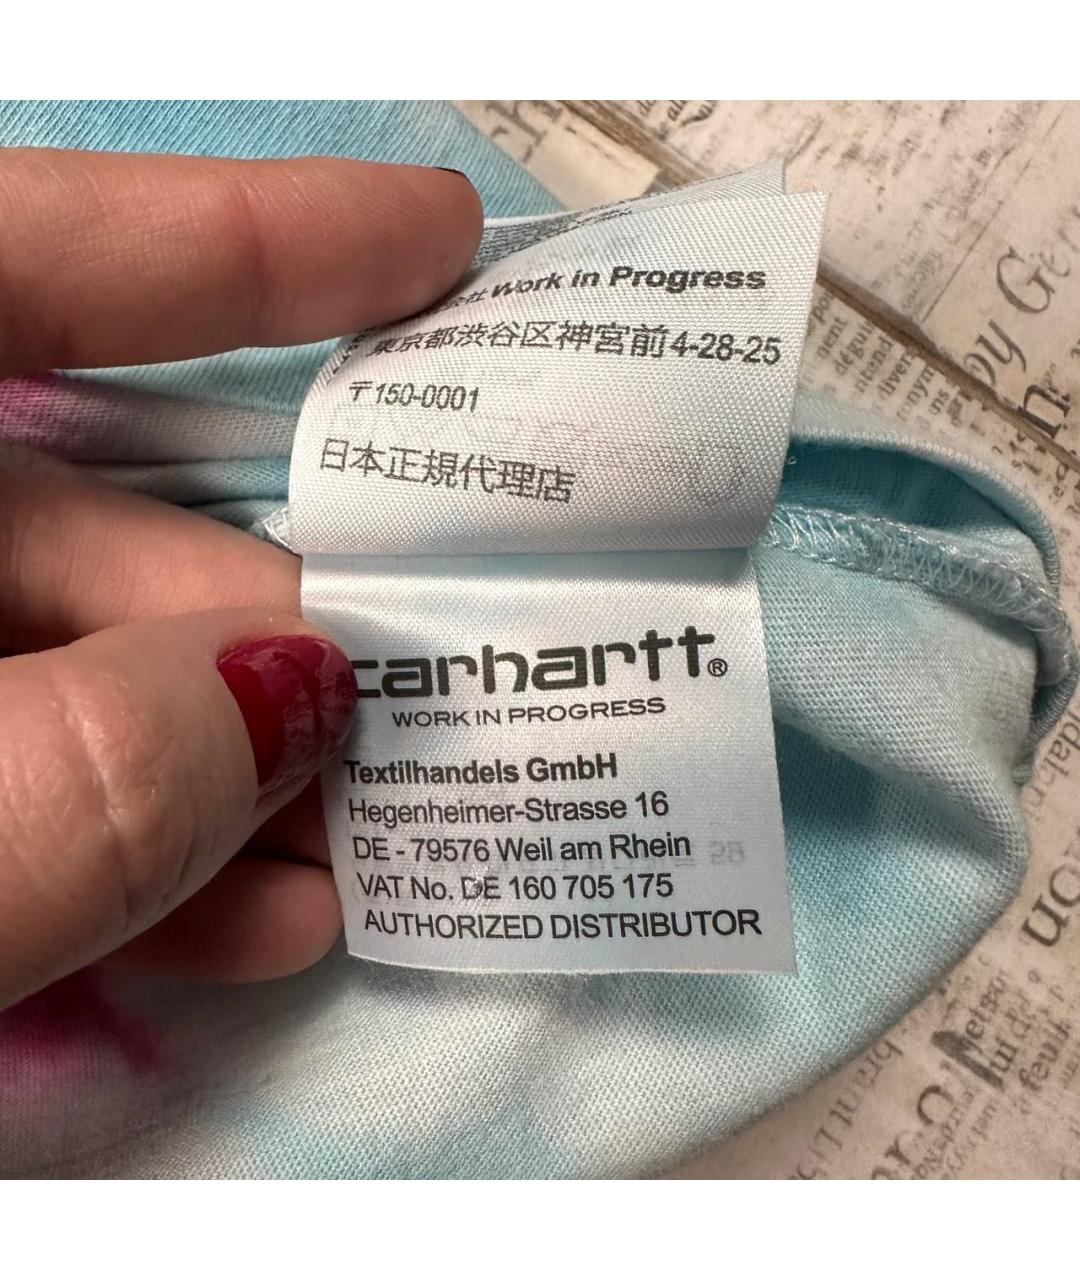 Work in Progress
東京都渋谷区神宮前4-28-25
〒150-0001
日本正規代理店
carhartt®
WORK IN PROGRESS
Textilhandels GmbH
Hegenheimer-Strasse 16
DE - 79576 Weil am Rhein
VAT No. DE 160 705 175
AUTHORIZED DISTRIBUTOR